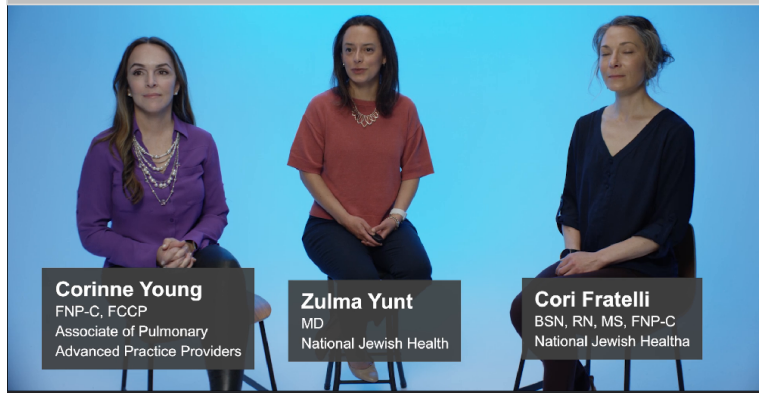 Corinne Young
FNP-C, FCCP
Associate of Pulmonary
Advanced Practice Providers
Zulma Yunt
MD
National Jewish Health
Cori Fratelli
BSN, RN, MS, FNP-C
National Jewish Healtha